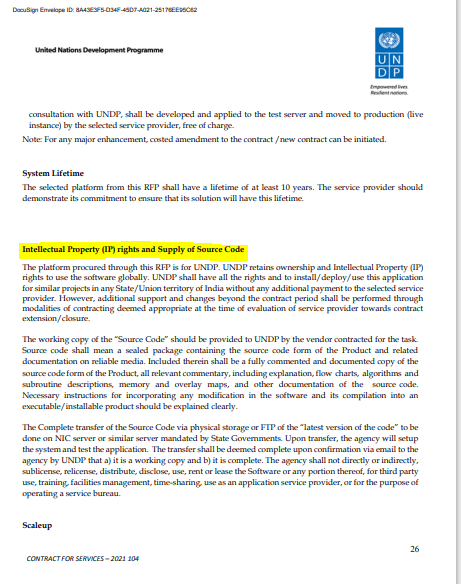 DocuSign Envelope ID: 8A43E3F5-D34F-45D7-A021-25176EE95C62
United Nations Development Programme
U N
D P
Empowered lives.
Resilient nations.
consultation with UNDP, shall be developed and applied to the test server and moved to production (live
instance) by the selected service provider, free of charge.
Note: For any major enhancement, costed amendment to the contract /new contract can be initiated.
System Lifetime
The selected platform from this RFP shall have a lifetime of at least 10 years. The service provider should
demonstrate its commitment to ensure that its solution will have this lifetime.
Intellectual Property (IP) rights and Supply of Source Code
The platform procured through this RFP is for UNDP. UNDP retains ownership and Intellectual Property (IP)
rights to use the software globally. UNDP shall have all the rights and to install/deploy/use this application
for similar projects in any State/Union territory of India without any additional payment to the selected service
provider. However, additional support and changes beyond the contract period shall be performed through
modalities of contracting deemed appropriate at the time of evaluation of service provider towards contract
extension/closure.
The working copy of the "Source Code" should be provided to UNDP by the vendor contracted for the task.
Source code shall mean a sealed package containing the source code form of the Product and related
documentation on reliable media. Included therein shall be a fully commented and documented copy of the
source code form of the Product, all relevant commentary, including explanation, flow charts, algorithms and
subroutine descriptions, memory and overlay maps, and other documentation of the source code.
Necessary instructions for incorporating any modification in the software and its compilation into an
executable/installable product should be explained clearly.
The Complete transfer of the Source Code via physical storage or FTP of the "latest version of the code" to be
done on NIC server or similar server mandated by State Governments. Upon transfer, the agency will setup
the system and test the application. The transfer shall be deemed complete upon confirmation via email to the
agency by UNDP that a) it is a working copy and b) it is complete. The agency shall not directly or indirectly,
sublicense, relicense, distribute, disclose, use, rent or lease the Software or any portion thereof, for third party
use, training, facilities management, time-sharing, use as an application service provider, or for the purpose of
operating a service bureau.
Scaleup
26
CONTRACT FOR SERVICES – 2021 104